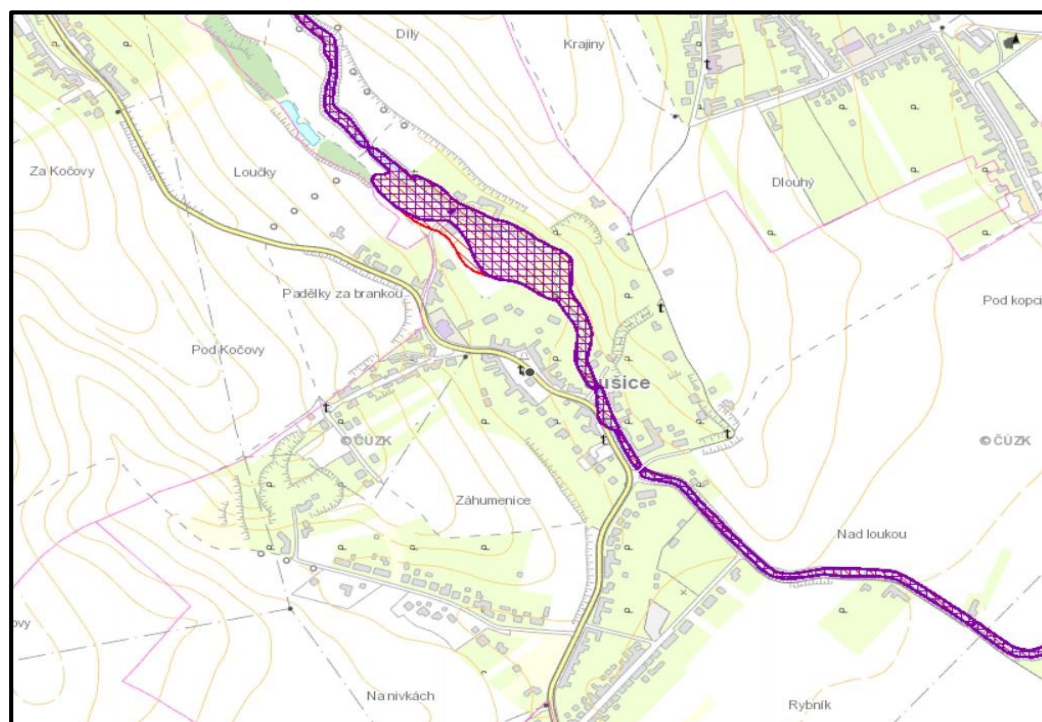 Díly
Krajiny
Za Kočovy
Loučky
Dlouhý
Padělky za brankou
Pod kopci
Pod Kočovy
© ČÚZK
© ČÚZK
Záhumenice
Nad loukou
Na nivkách
Rybník